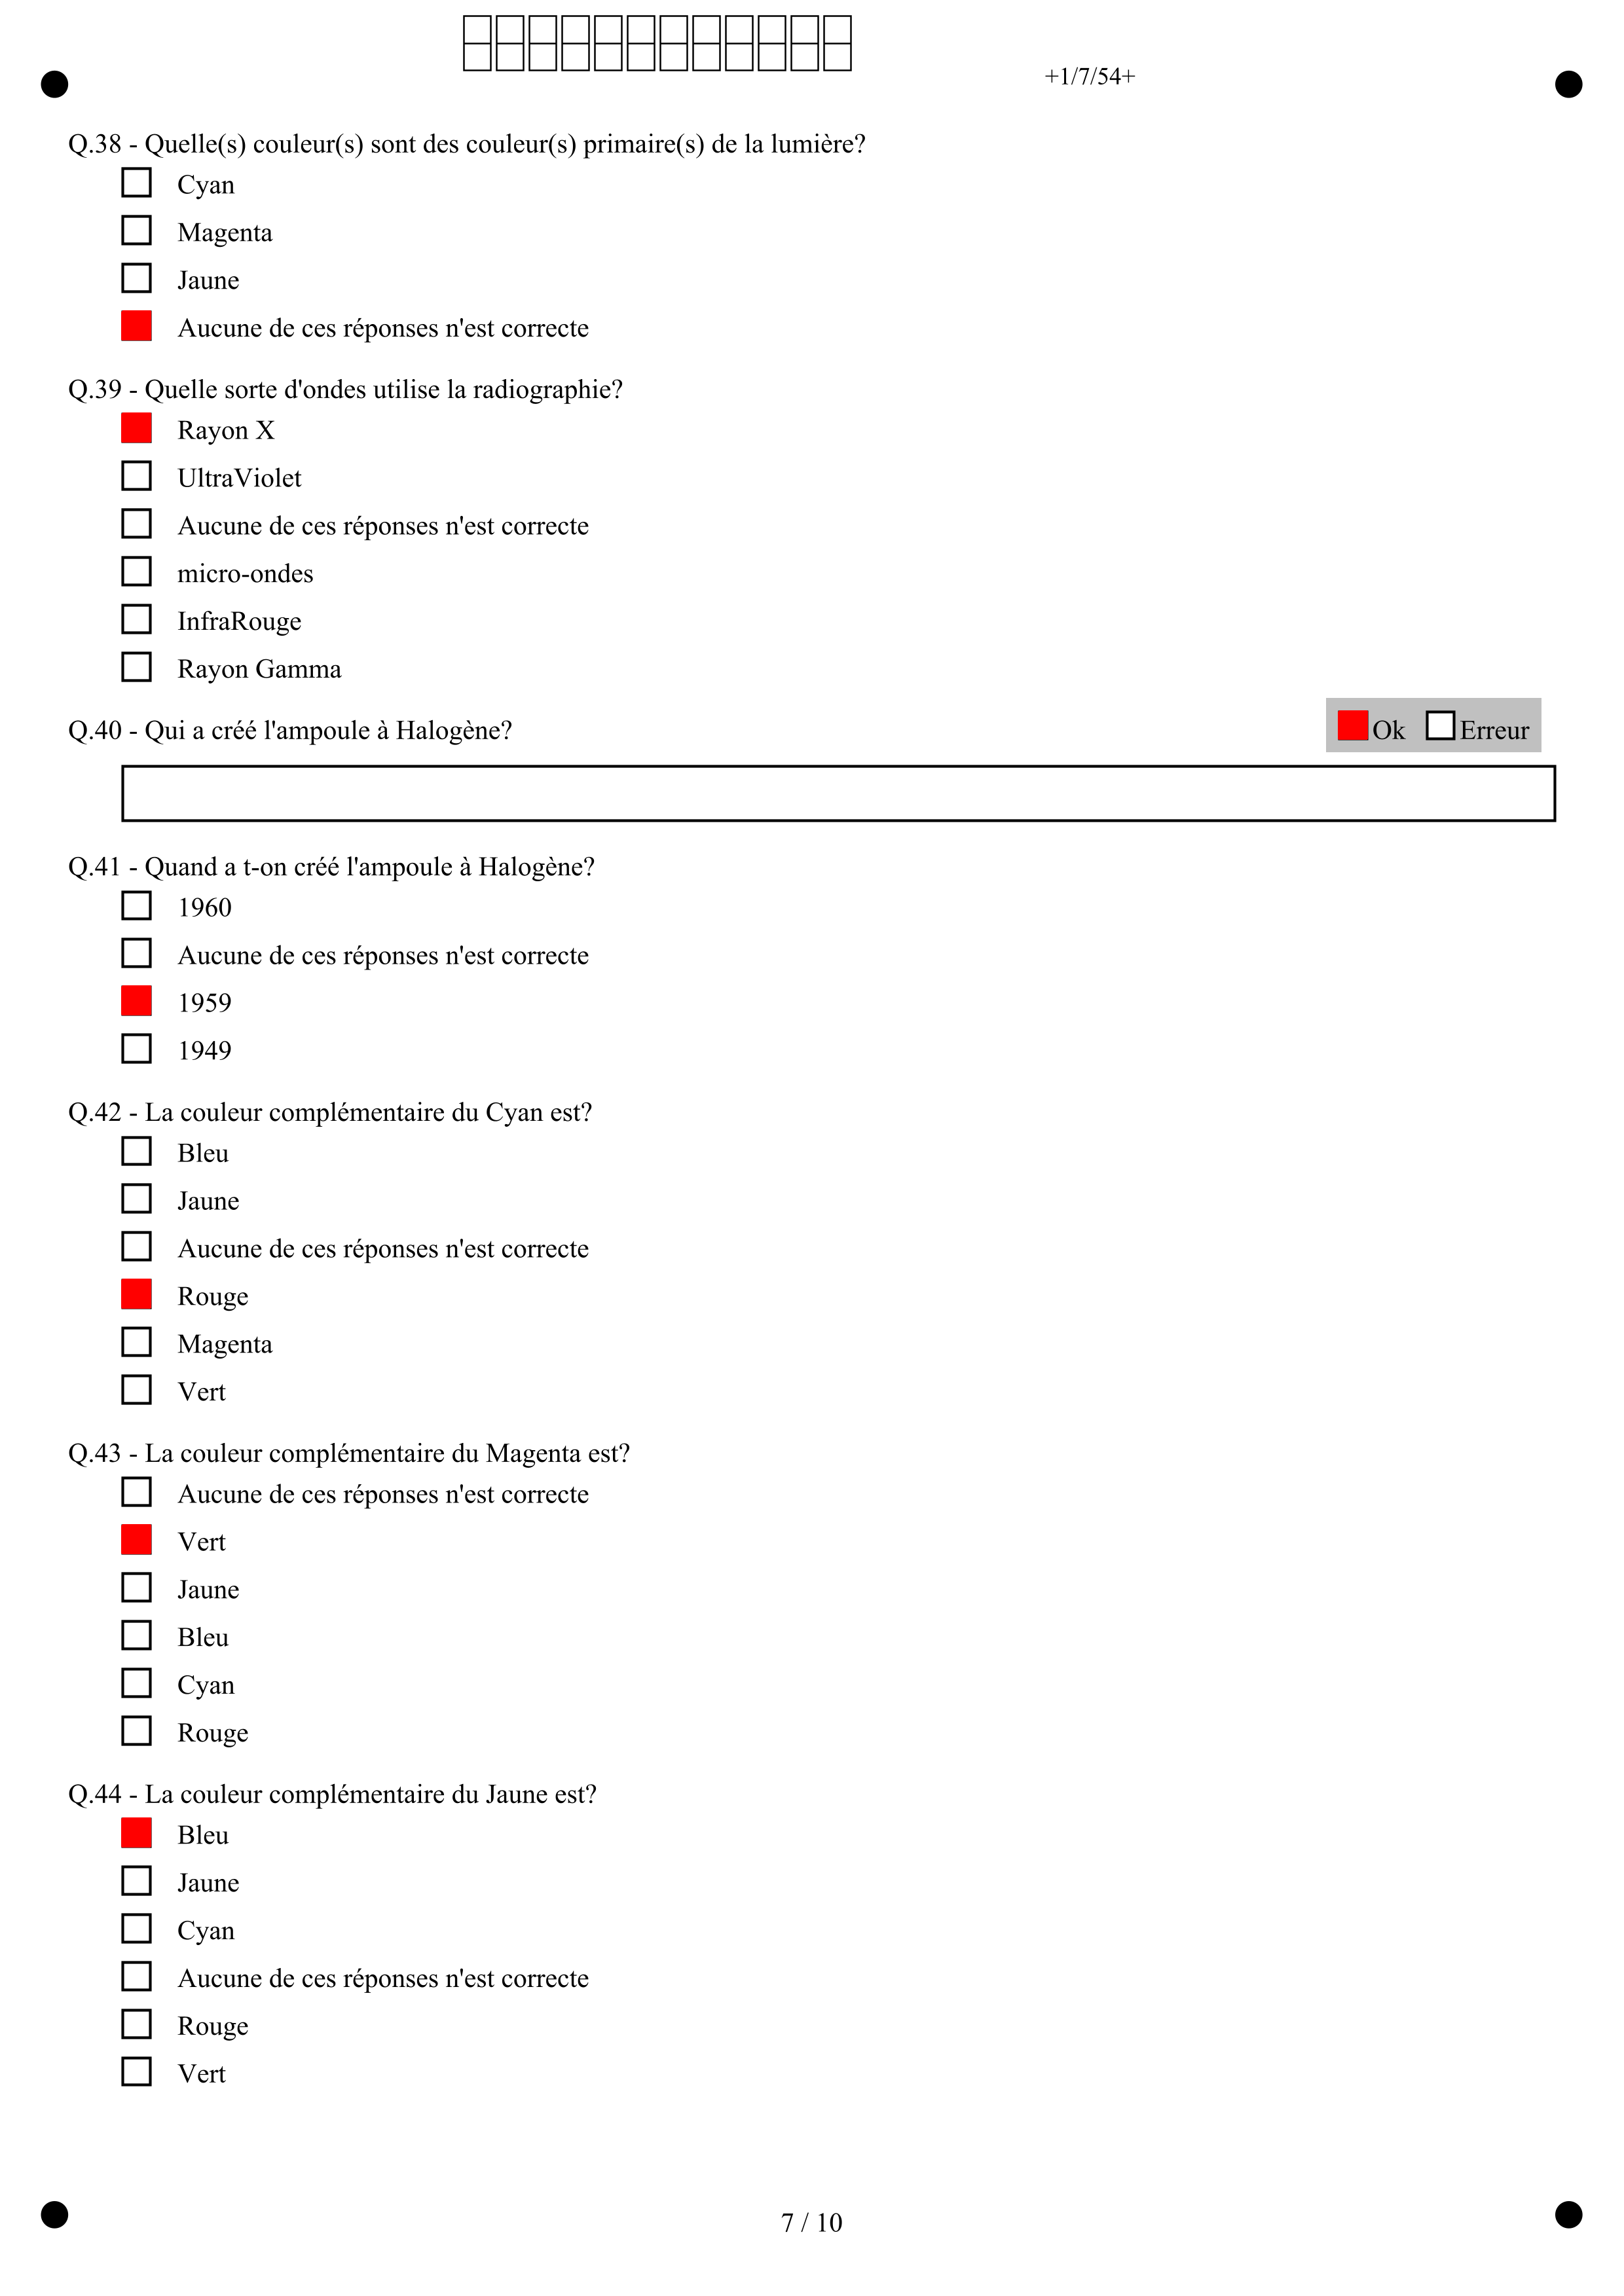 +1/7/54+
Q.38 - Quelle(s) couleur(s) sont des couleur(s) primaire(s) de la lumière?
Cyan
Magenta
Jaune
Aucune de ces réponses n'est correcte
Q.39 - Quelle sorte d'ondes utilise la radiographie?
Rayon X
UltraViolet
Aucune de ces réponses n'est correcte
micro-ondes
InfraRouge
Rayon Gamma
Q.40 - Qui a créé l'ampoule à Halogène?
Ok Erreur
Q.41 - Quand a t-on créé l'ampoule à Halogène?
1960
Aucune de ces réponses n'est correcte
1959
1949
Q.42 - La couleur complémentaire du Cyan est?
Bleu
Jaune
Aucune de ces réponses n'est correcte
Rouge
Magenta
Vert
Q.43 - La couleur complémentaire du Magenta est?
Aucune de ces réponses n'est correcte
Vert
Jaune
Bleu
Cyan
Rouge
Q.44 - La couleur complémentaire du Jaune est?
Bleu
Jaune
Cyan
Aucune de ces réponses n'est correcte
Rouge
Vert
7 / 10